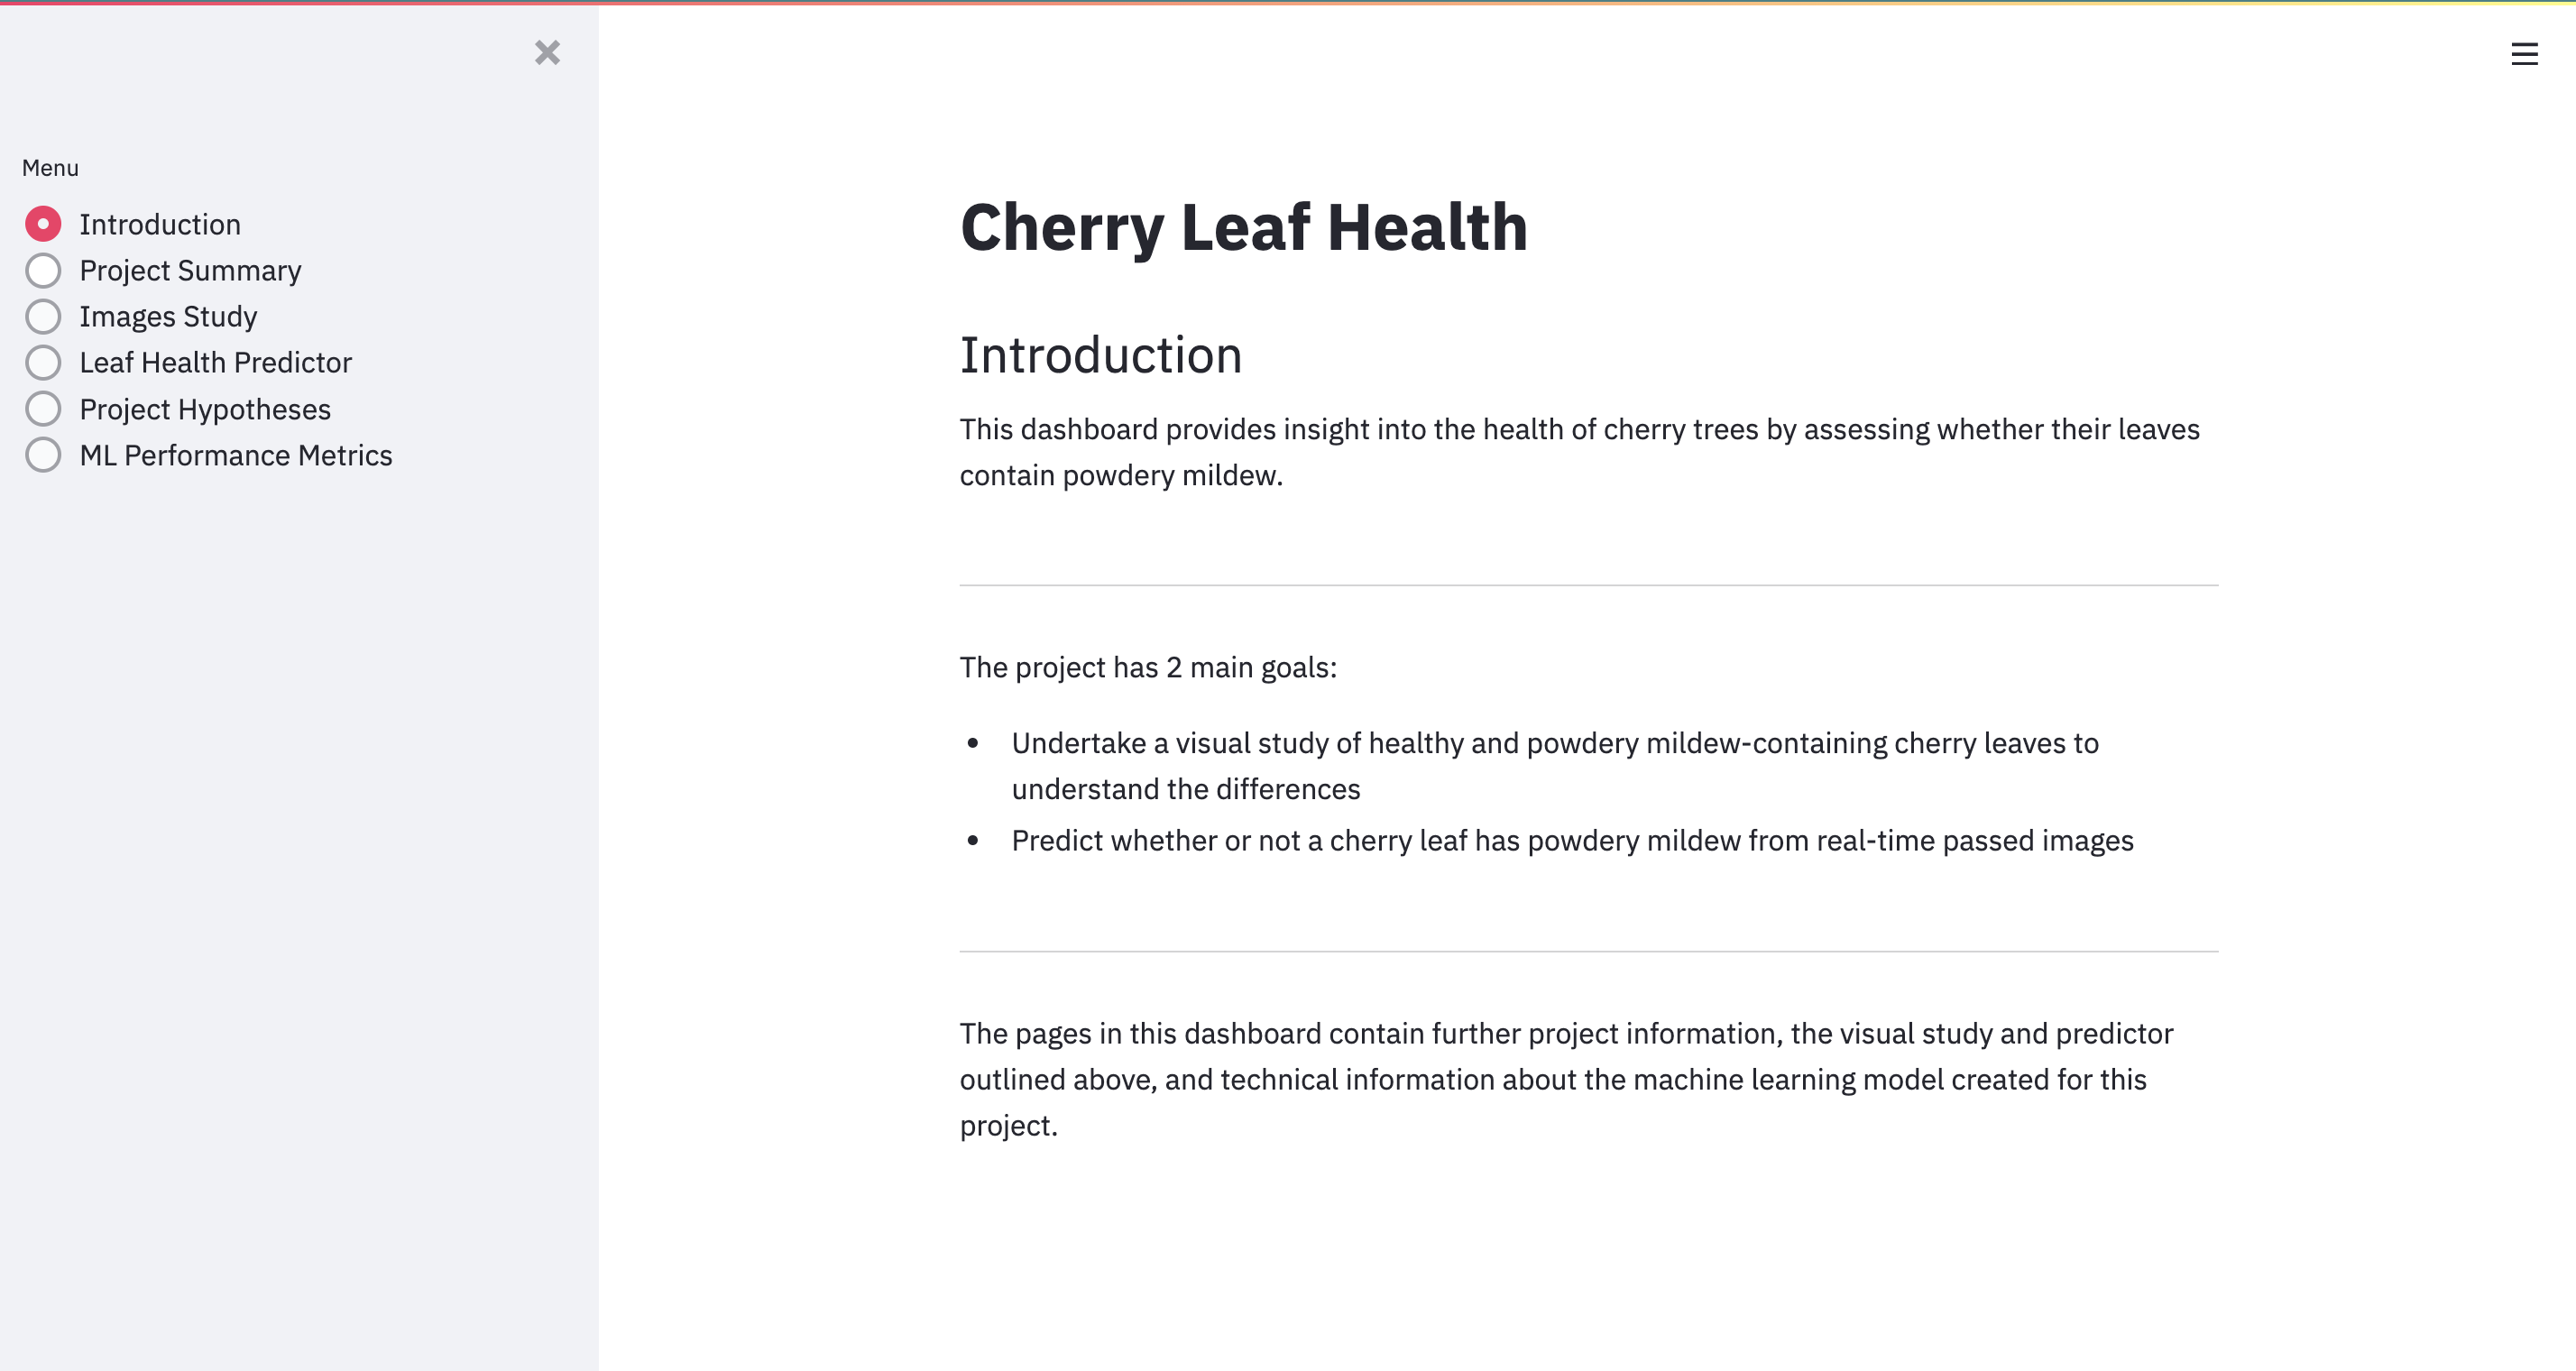 Menu
Introduction
Project Summary
Images Study
Leaf Health Predictor
Project Hypotheses
ML Performance Metrics
Cherry Leaf Health
Introduction
This dashboard provides insight into the health of cherry trees by assessing whether their leaves
contain powdery mildew.
The project has 2 main goals:
• Undertake a visual study of healthy and powdery mildew-containing cherry leaves to
understand the differences
• Predict whether or not a cherry leaf has powdery mildew from real-time passed images
The pages in this dashboard contain further project information, the visual study and predictor
outlined above, and technical information about the machine learning model created for this
project.